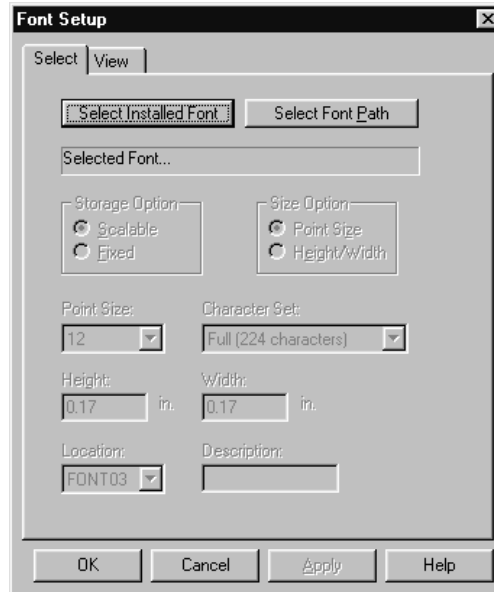 Font Setup
Select View
Select Installed Font Select Font Path
Selected Font...
Storage Option Size Option
Scalable Point Size
Fixed Height/Width
Point Size: Character Set:
12 Full (224 characters)
Height: Width:
0.17 in. 0.17 in.
Location: Description:
FONT03
OK Cancel Apply Help